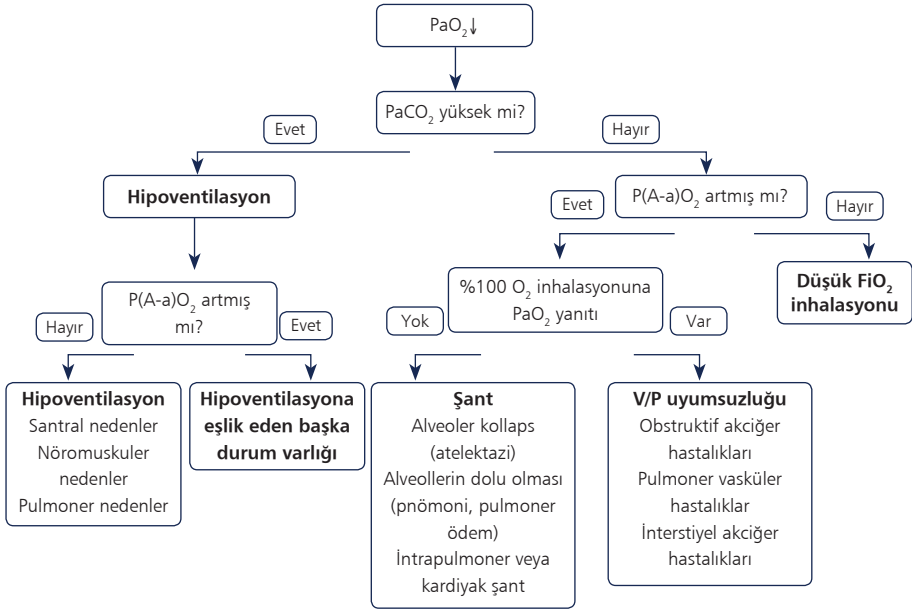 PaO₂↓
PaCO₂ yüksek mi?
Evet
Hayır
Hipoventilasyon
P(A-a)O₂ artmış mı?
Evet
Hayır
P(A-a)O₂ artmış
mı?
Hayır
Evet
%100 O₂ inhalasyonuna
PaO₂ yanıtı
Yok
Var
Düşük FiO₂
inhalasyonu
Hipoventilasyon
Santral nedenler
Nöromuskuler
nedenler
Pulmoner nedenler
Hipoventilasyona
eşlik eden başka
durum varlığı
Şant
Alveoler kollaps
(atelektazi)
Alveollerin dolu olması
(pnömoni, pulmoner
ödem)
İntrapulmoner veya
kardiyak şant
V/P uyumsuzluğu
Obstruktif akciğer
hastalıkları
Pulmoner vasküler
hastalıklar
İnterstiyel akciğer
hastalıkları